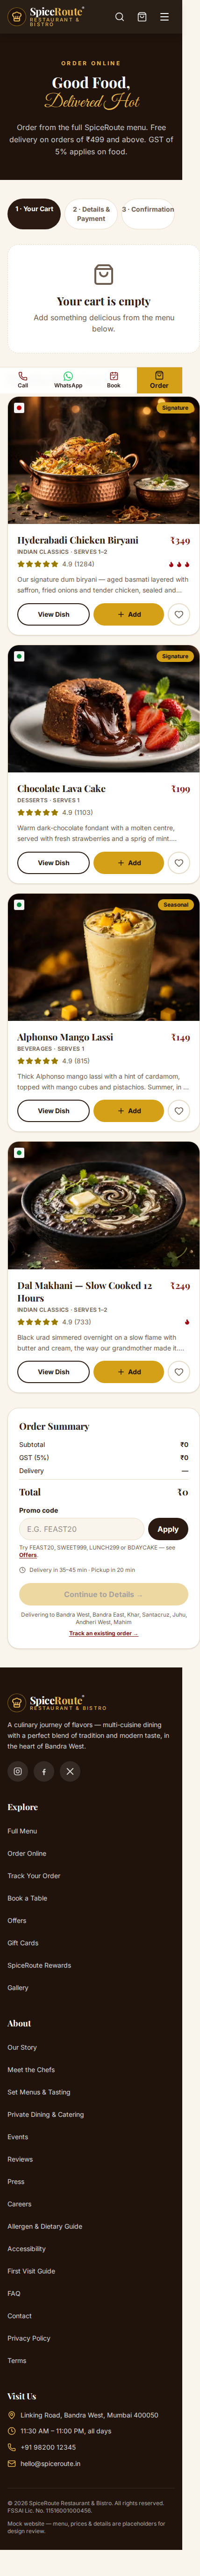 SpiceRoute
RESTAURANT &
BISTRO
ORDER ONLINE
Good Food,
Delivered Hot
Order from the full SpiceRoute menu. Free
delivery on orders of ₹499 and above. GST of
5% applies on food.
1 · Your Cart
2 · Details &
Payment
3 · Confirmation
Your cart is empty
Add something delicious from the menu
below.
Call
WhatsApp
Book
Order
Signature
Hyderabadi Chicken Biryani
₹349
INDIAN CLASSICS · SERVES 1–2
4.9 (1284)
Our signature dum biryani — aged basmati layered with
saffron, fried onions and tender chicken, sealed and...
View Dish
+ Add
Signature
Chocolate Lava Cake
₹199
DESSERTS · SERVES 1
4.9 (1103)
Warm dark-chocolate fondant with a molten centre,
served with fresh strawberries and a sprig of mint....
View Dish
+ Add
Seasonal
Alphonso Mango Lassi
₹149
BEVERAGES · SERVES 1
4.9 (815)
Thick Alphonso mango lassi with a hint of cardamom,
topped with mango cubes and pistachios. Summer, in ...
View Dish
+ Add
Dal Makhani — Slow Cooked 12
Hours
₹249
INDIAN CLASSICS · SERVES 1–2
4.9 (733)
Black urad simmered overnight on a slow flame with
butter and cream, the way our grandmother made it....
View Dish
+ Add
Order Summary
Subtotal
₹0
GST (5%)
₹0
Delivery
—
Total
₹0
Promo code
E.G. FEAST20
Apply
Try FEAST20, SWEET999, LUNCH299 or BDAYCAKE — see
Offers.
Delivery in 35–45 min · Pickup in 20 min
Continue to Details →
Delivering to Bandra West, Bandra East, Khar, Santacruz, Juhu,
Andheri West, Mahim
Track an existing order →
SpiceRoute
RESTAURANT & BISTRO
A culinary journey of flavors — multi-cuisine dining
with a perfect blend of tradition and modern taste, in
the heart of Bandra West.
Explore
Full Menu
Order Online
Track Your Order
Book a Table
Offers
Gift Cards
SpiceRoute Rewards
Gallery
About
Our Story
Meet the Chefs
Set Menus & Tasting
Private Dining & Catering
Events
Reviews
Press
Careers
Allergen & Dietary Guide
Accessibility
First Visit Guide
FAQ
Contact
Privacy Policy
Terms
Visit Us
Linking Road, Bandra West, Mumbai 400050
11:30 AM – 11:00 PM, all days
+91 98200 12345
hello@spiceroute.in
© 2026 SpiceRoute Restaurant & Bistro. All rights reserved.
FSSAI Lic. No. 11516001000456.
Mock website — menu, prices & details are placeholders for
design review.